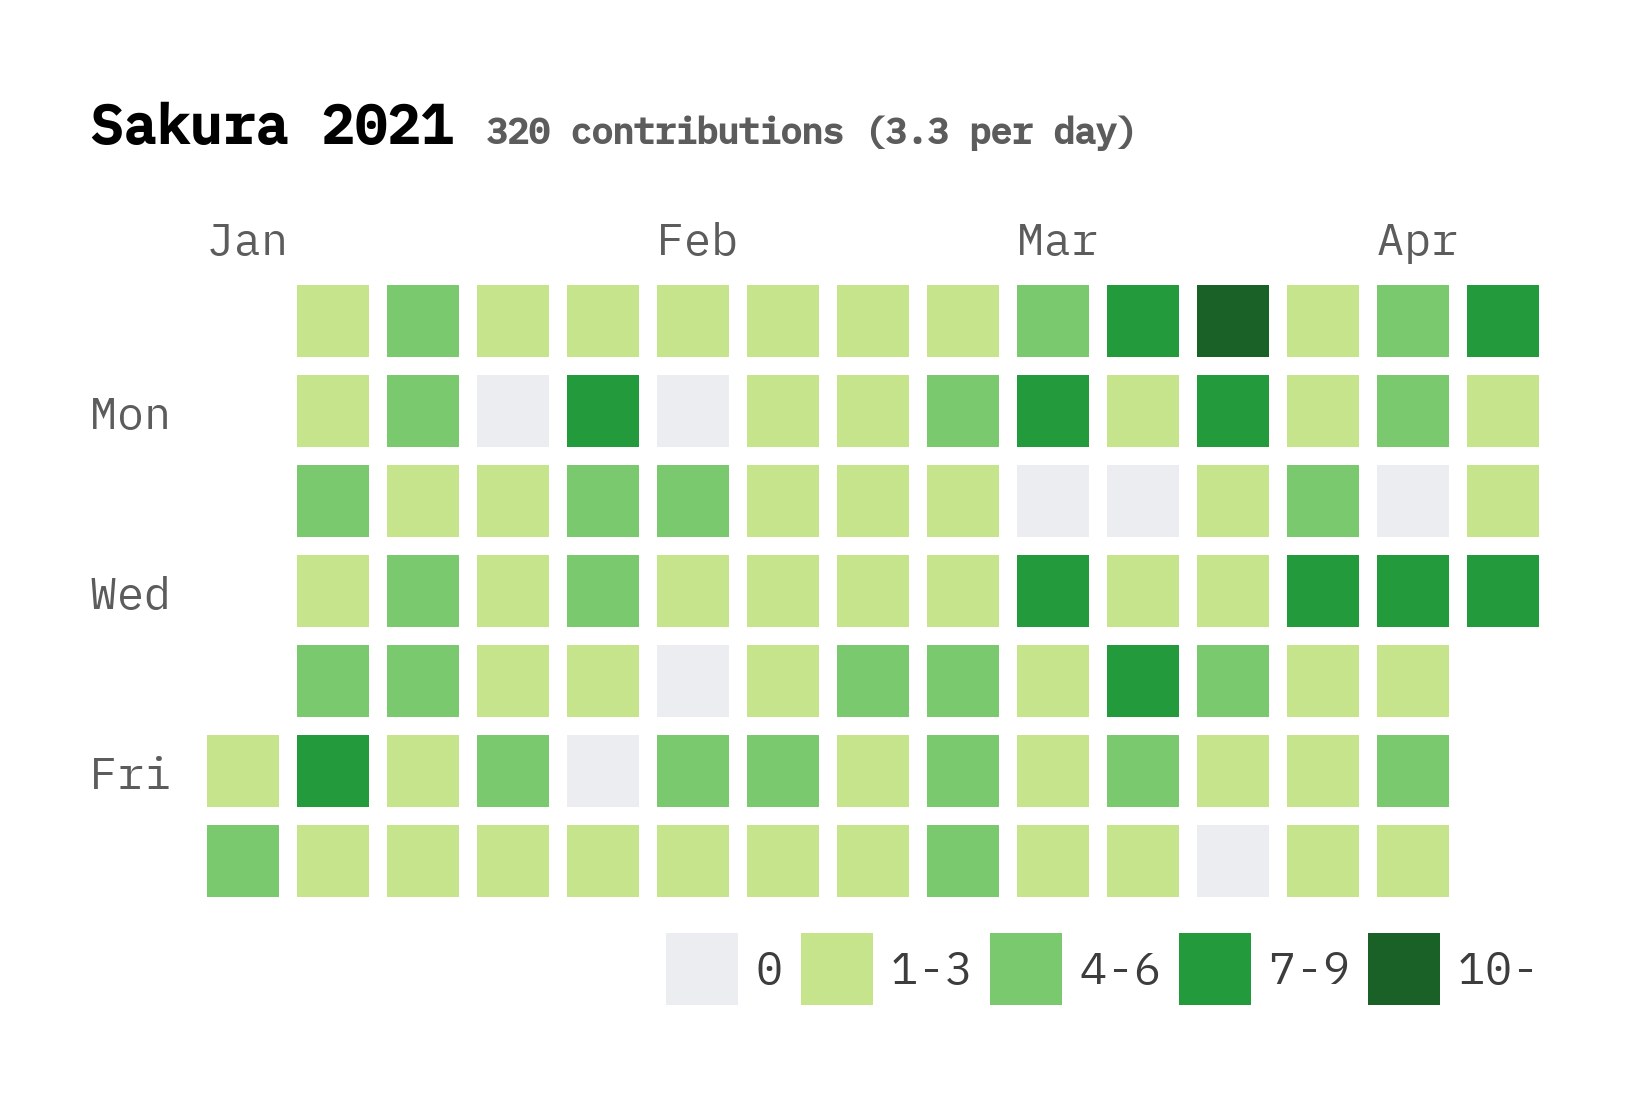 Sakura 2021 320 contributions (3.3 per day)
Jan Feb Mar Apr
Mon
Wed
Fri
0 1-3 4-6 7-9 10-